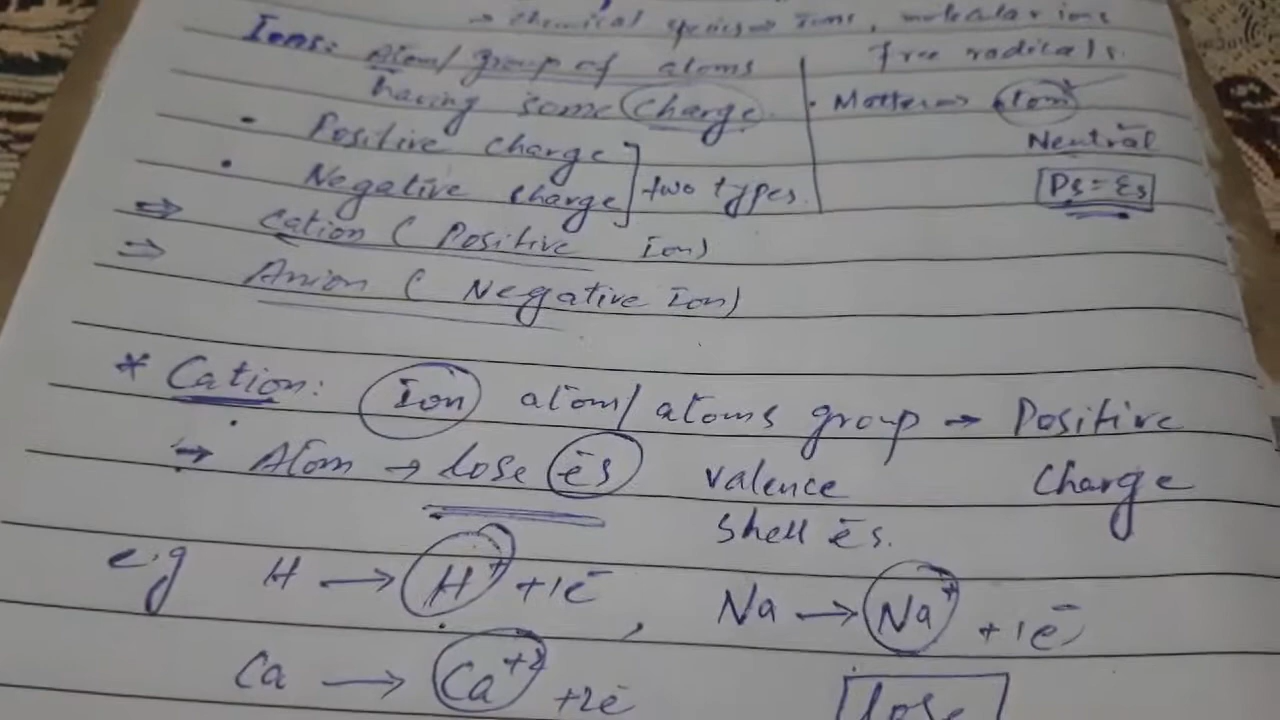 → chemical species → ions, molecular ions
free radicals.
Ions: Atom/ group of atoms
having some charge.
• Positive charge
• Negative charge
two types.
• Matter → atom
Neutral
Ps = es
⇒ Cation ( Positive Ion)
⇒ Anion ( Negative Ion)
* Cation: Ion atom/ atoms group → Positive
charge
→ Atom → lose ēs valence
shell ēs.
e.g H → H⁺ + 1ē , Na → Na⁺ + 1ē
Ca → Ca⁺² + 2ē
lose